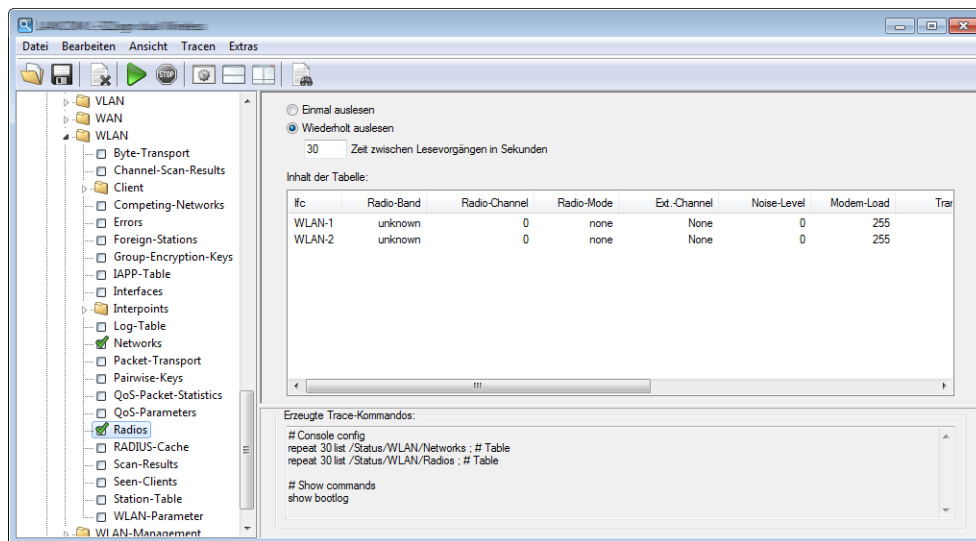 Datei Bearbeiten Ansicht Tracen Extras
VLAN
WAN
WLAN
Byte-Transport
Channel-Scan-Results
Client
Competing-Networks
Errors
Foreign-Stations
Group-Encryption-Keys
IAPP-Table
Interfaces
Interpoints
Log-Table
Networks
Packet-Transport
Pairwise-Keys
QoS-Packet-Statistics
QoS-Parameters
Radios
RADIUS-Cache
Scan-Results
Seen-Clients
Station-Table
WLAN-Parameter
WLAN-Management
Einmal auslesen
Wiederholt auslesen
30 Zeit zwischen Lesevorgängen in Sekunden
Inhalt der Tabelle:
Ifc Radio-Band Radio-Channel Radio-Mode Ext.-Channel Noise-Level Modem-Load Tran
WLAN-1 unknown 0 none None 0 255
WLAN-2 unknown 0 none None 0 255
Erzeugte Trace-Kommandos:
# Console config
repeat 30 list /Status/WLAN/Networks ; # Table
repeat 30 list /Status/WLAN/Radios ; # Table
# Show commands
show bootlog